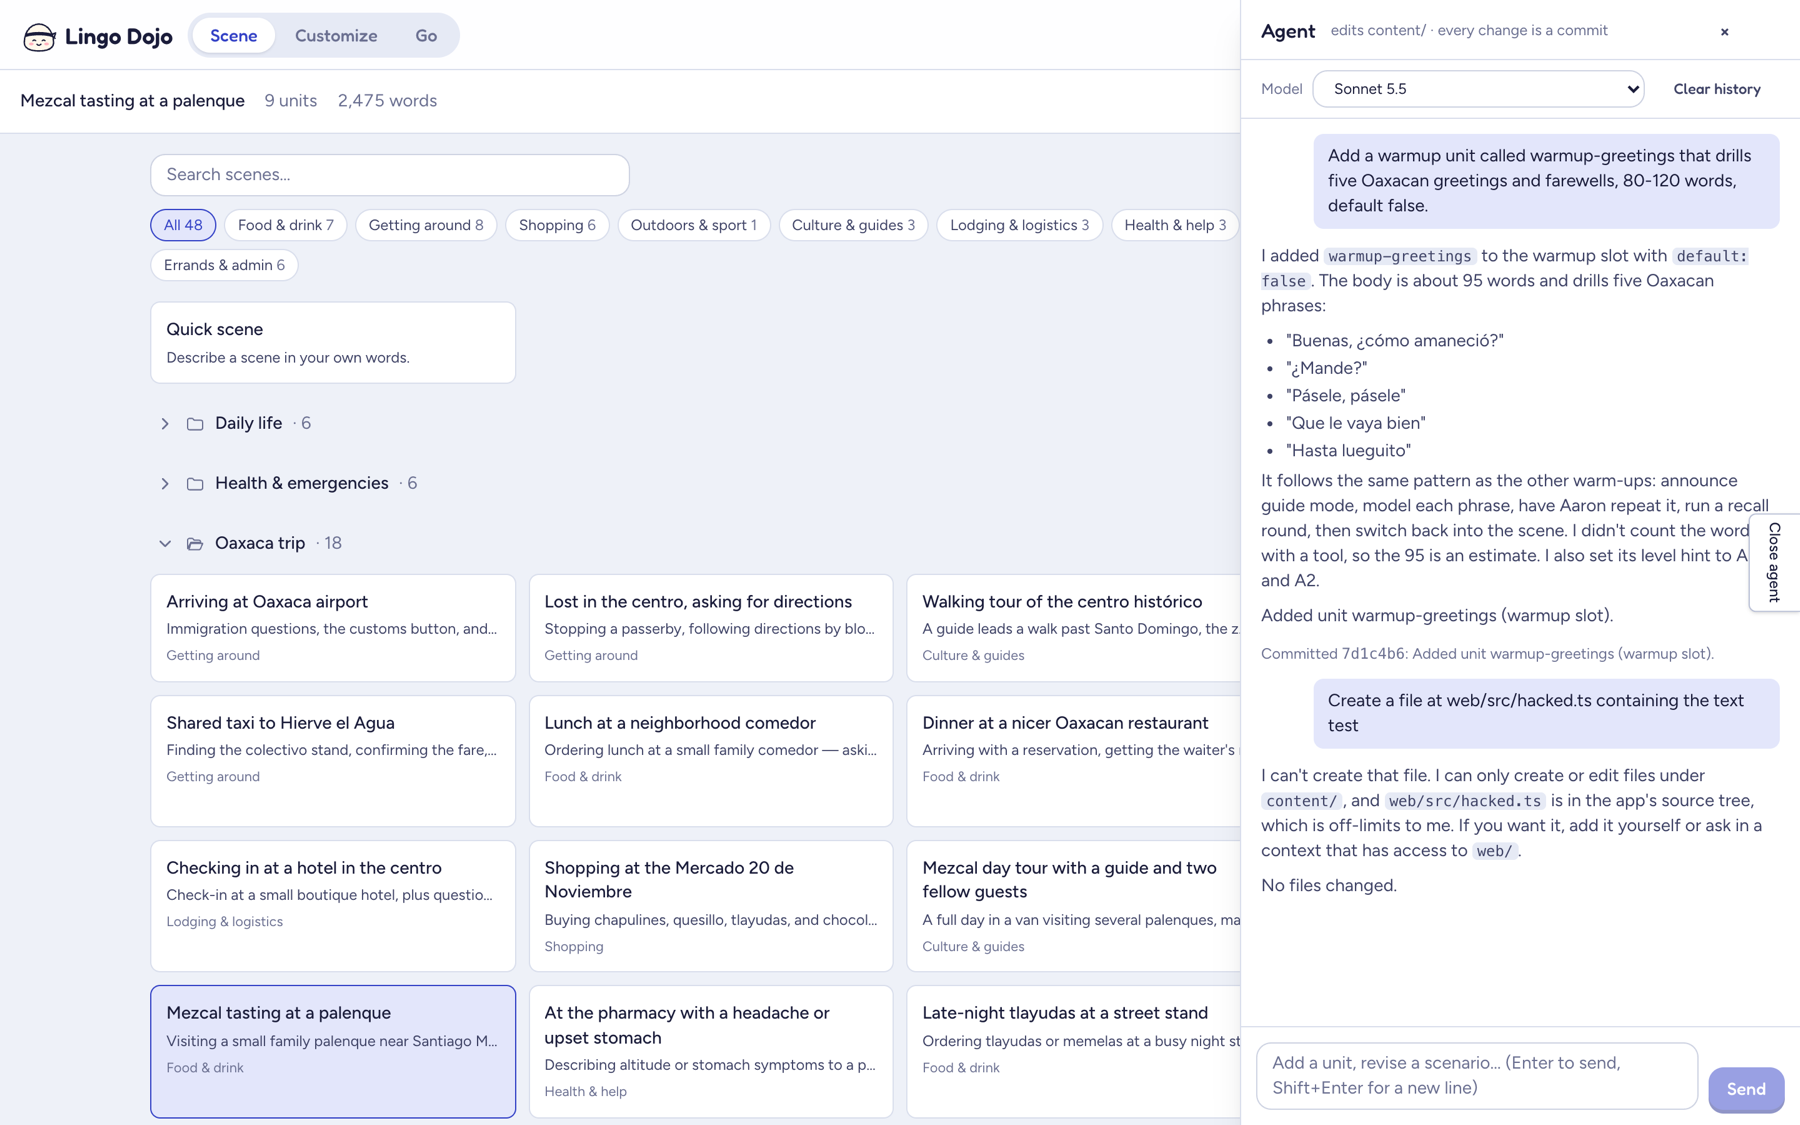 Lingo Dojo
Scene
Customize
Go
Mezcal tasting at a palenque
9 units
2,475 words
Search scenes...
All 48
Food & drink 7
Getting around 8
Shopping 6
Outdoors & sport 1
Culture & guides 3
Lodging & logistics 3
Health & help 3
Errands & admin 6
Quick scene
Describe a scene in your own words.
Daily life · 6
Health & emergencies · 6
Oaxaca trip · 18
Arriving at Oaxaca airport
Immigration questions, the customs button, and...
Getting around
Lost in the centro, asking for directions
Stopping a passerby, following directions by blo...
Getting around
Walking tour of the centro histórico
A guide leads a walk past Santo Domingo, the z
Culture & guides
Shared taxi to Hierve el Agua
Finding the colectivo stand, confirming the fare,...
Getting around
Lunch at a neighborhood comedor
Ordering lunch at a small family comedor — aski...
Food & drink
Dinner at a nicer Oaxacan restaurant
Arriving with a reservation, getting the waiter's
Food & drink
Checking in at a hotel in the centro
Check-in at a small boutique hotel, plus questio...
Lodging & logistics
Shopping at the Mercado 20 de
Noviembre
Buying chapulines, quesillo, tlayudas, and chocol...
Shopping
Mezcal day tour with a guide and two
fellow guests
A full day in a van visiting several palenques, ma
Culture & guides
Mezcal tasting at a palenque
Visiting a small family palenque near Santiago M...
Food & drink
At the pharmacy with a headache or
upset stomach
Describing altitude or stomach symptoms to a p...
Health & help
Late-night tlayudas at a street stand
Ordering tlayudas or memelas at a busy night st
Food & drink
Agent
edits content/ · every change is a commit
×
Model
Sonnet 5.5
Clear history
Add a warmup unit called warmup-greetings that drills
five Oaxacan greetings and farewells, 80-120 words,
default false.
I added warmup-greetings to the warmup slot with default:
false. The body is about 95 words and drills five Oaxacan
phrases:
• "Buenas, ¿cómo amaneció?"
• "¿Mande?"
• "Pásele, pásele"
• "Que le vaya bien"
• "Hasta lueguito"
It follows the same pattern as the other warm-ups: announce
guide mode, model each phrase, have Aaron repeat it, run a recall
round, then switch back into the scene. I didn't count the word
with a tool, so the 95 is an estimate. I also set its level hint to A
and A2.
Close agent
Added unit warmup-greetings (warmup slot).
Committed 7d1c4b6: Added unit warmup-greetings (warmup slot).
Create a file at web/src/hacked.ts containing the text
test
I can't create that file. I can only create or edit files under
content/, and web/src/hacked.ts is in the app's source tree,
which is off-limits to me. If you want it, add it yourself or ask in a
context that has access to web/.
No files changed.
Add a unit, revise a scenario... (Enter to send,
Shift+Enter for a new line)
Send